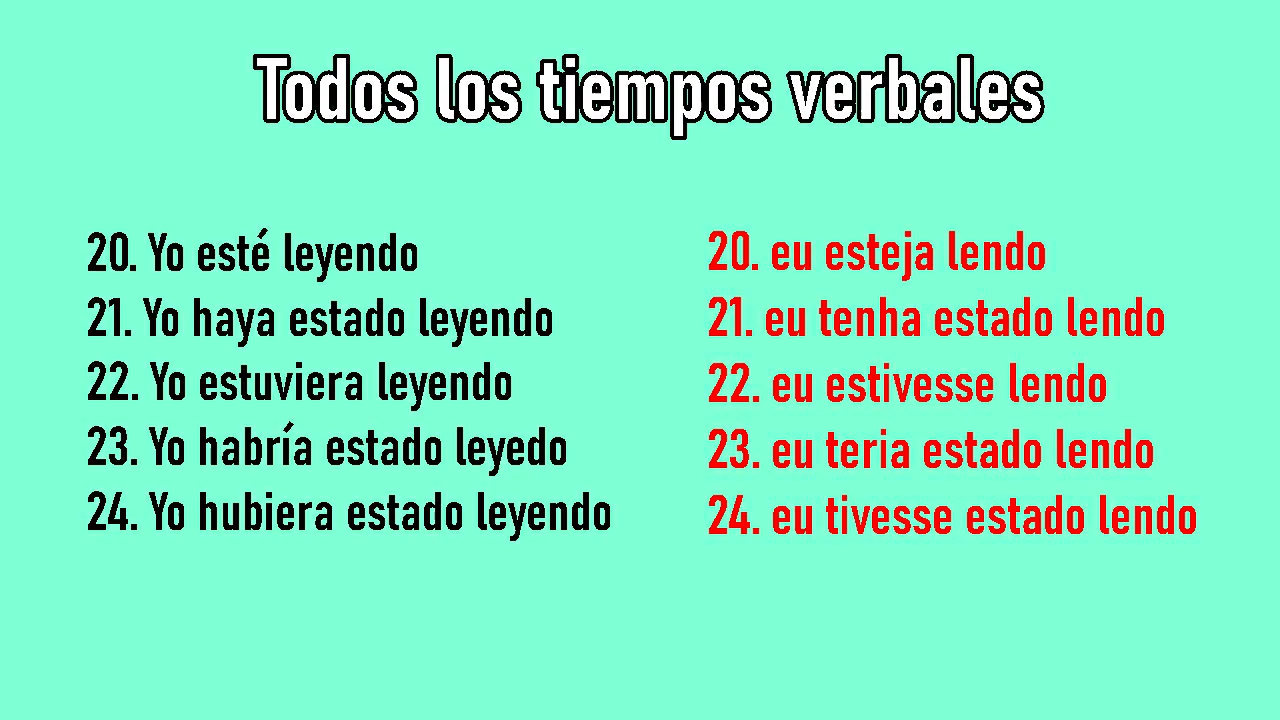 Todos los tiempos verbales
20. Yo esté leyendo
21. Yo haya estado leyendo
22. Yo estuviera leyendo
23. Yo habría estado leyedo
24. Yo hubiera estado leyendo
20. eu esteja lendo
21. eu tenha estado lendo
22. eu estivesse lendo
23. eu teria estado lendo
24. eu tivesse estado lendo